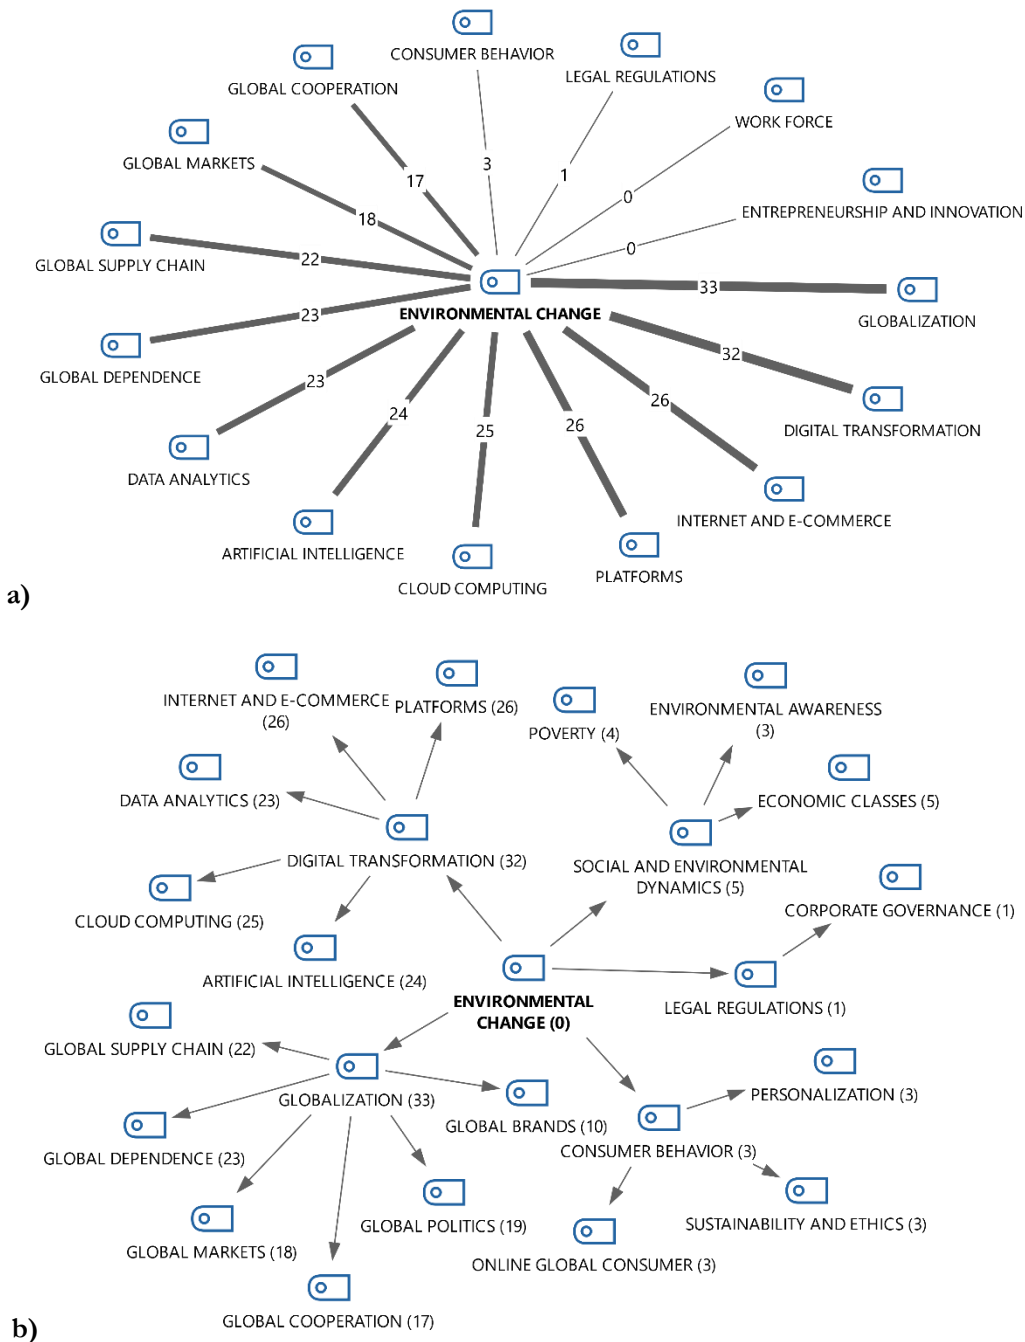 CONSUMER BEHAVIOR
LEGAL REGULATIONS
GLOBAL COOPERATION
WORK FORCE
GLOBAL MARKETS
3
1
17
0
ENTREPRENEURSHIP AND INNOVATION
18
0
GLOBAL SUPPLY CHAIN
22
33
23
ENVIRONMENTAL CHANGE
GLOBALIZATION
32
GLOBAL DEPENDENCE
23
24
25
26
26
DIGITAL TRANSFORMATION
DATA ANALYTICS
INTERNET AND E-COMMERCE
ARTIFICIAL INTELLIGENCE
CLOUD COMPUTING
PLATFORMS
a)
INTERNET AND E-COMMERCE
(26)
PLATFORMS (26)
POVERTY (4)
ENVIRONMENTAL AWARENESS
(3)
DATA ANALYTICS (23)
ECONOMIC CLASSES (5)
DIGITAL TRANSFORMATION (32)
SOCIAL AND ENVIRONMENTAL
DYNAMICS (5)
CLOUD COMPUTING (25)
CORPORATE GOVERNANCE (1)
ARTIFICIAL INTELLIGENCE (24)
ENVIRONMENTAL
CHANGE (0)
LEGAL REGULATIONS (1)
GLOBAL SUPPLY CHAIN (22)
GLOBALIZATION (33)
PERSONALIZATION (3)
GLOBAL BRANDS (10)
CONSUMER BEHAVIOR (3)
GLOBAL DEPENDENCE (23)
GLOBAL POLITICS (19)
SUSTAINABILITY AND ETHICS (3)
GLOBAL MARKETS (18)
ONLINE GLOBAL CONSUMER (3)
GLOBAL COOPERATION (17)
b)